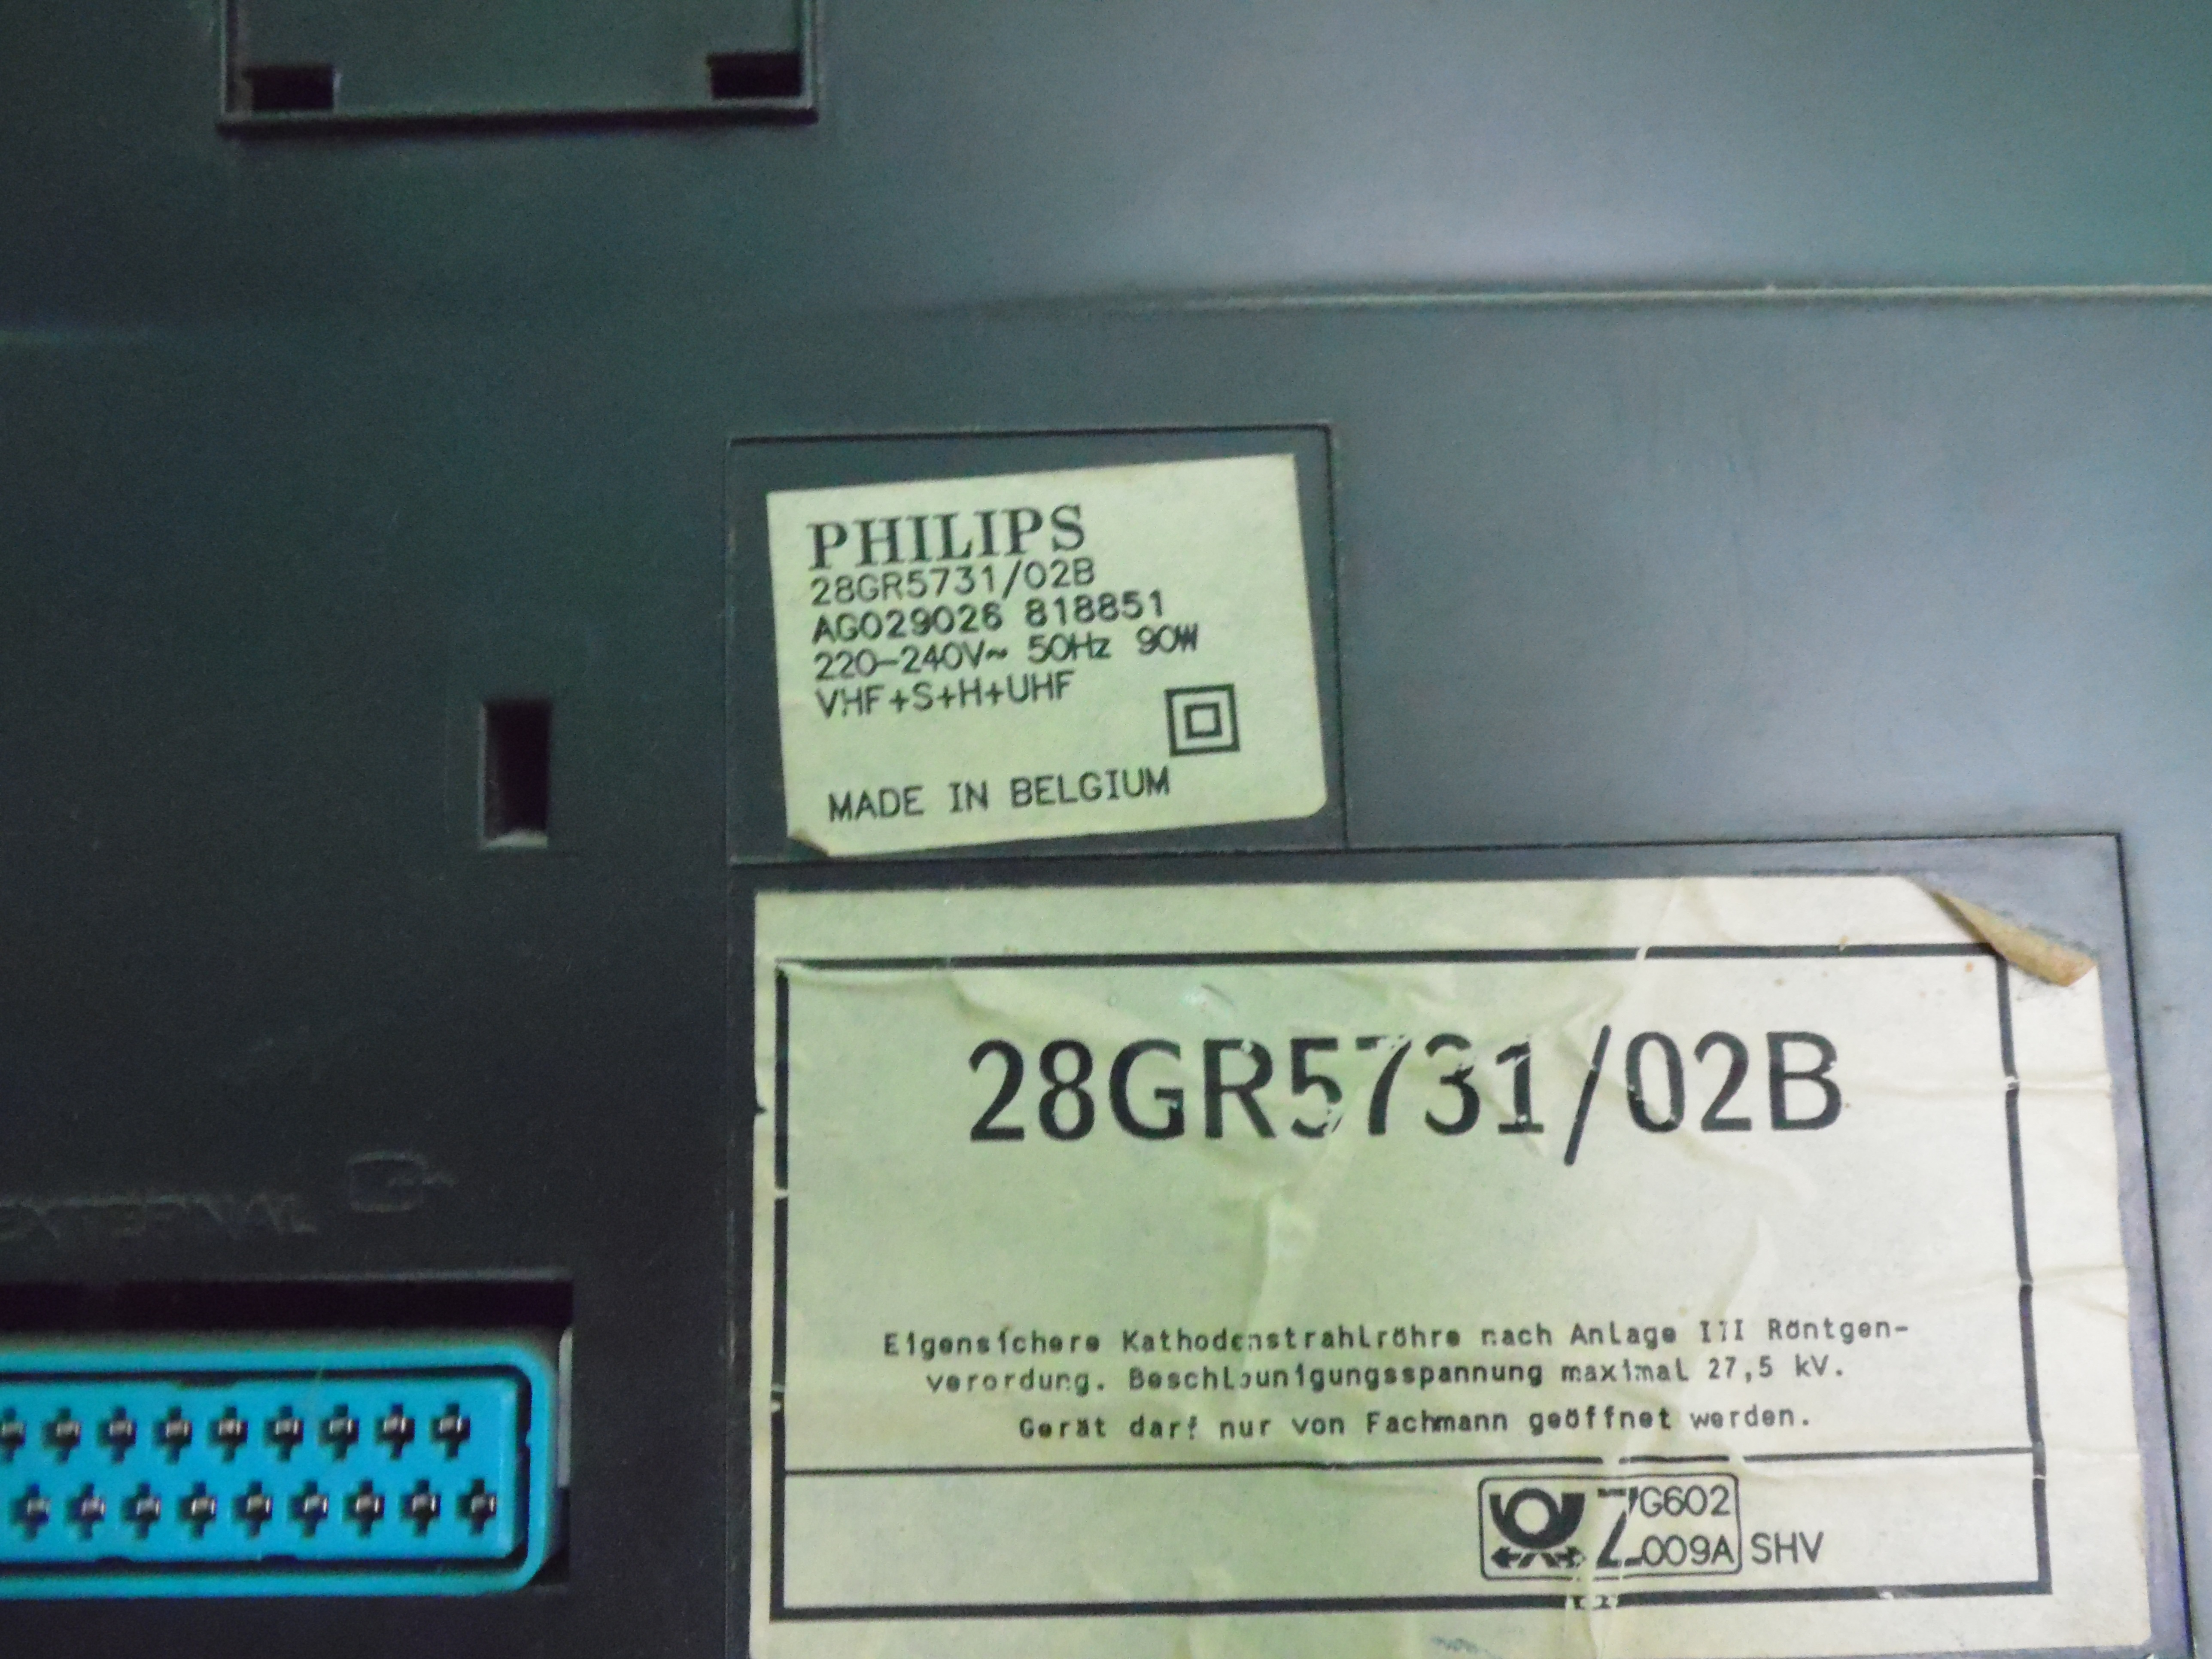 PHILIPS
28GR5731/02B
AG029026 818851
220-240V~ 50Hz 90W
VHF+S+H+UHF
MADE IN BELGIUM
28GR5731/02B
Eigensichere Kathodenstrahlröhre nach Anlage III Röntgen-
verordung. Beschleunigungsspannung maximal 27,5 kV.
Gerät darf nur von Fachmann geöffnet werden.
ZG602
009A SHV